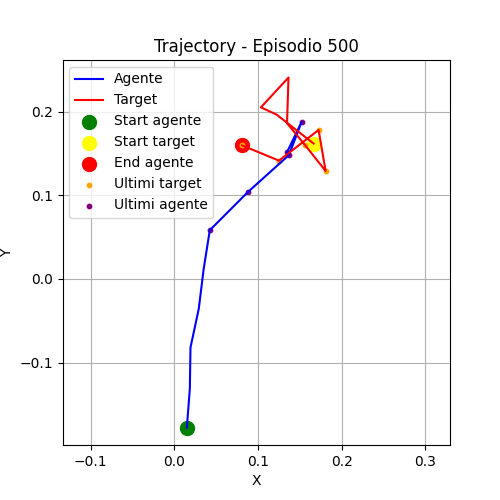 Trajectory - Episodio 500
Agente
Target
Start agente
Start target
End agente
Ultimi target
Ultimi agente
0.2
0.1
0.0
−0.1
Y
−0.1
0.0
0.1
0.2
0.3
X